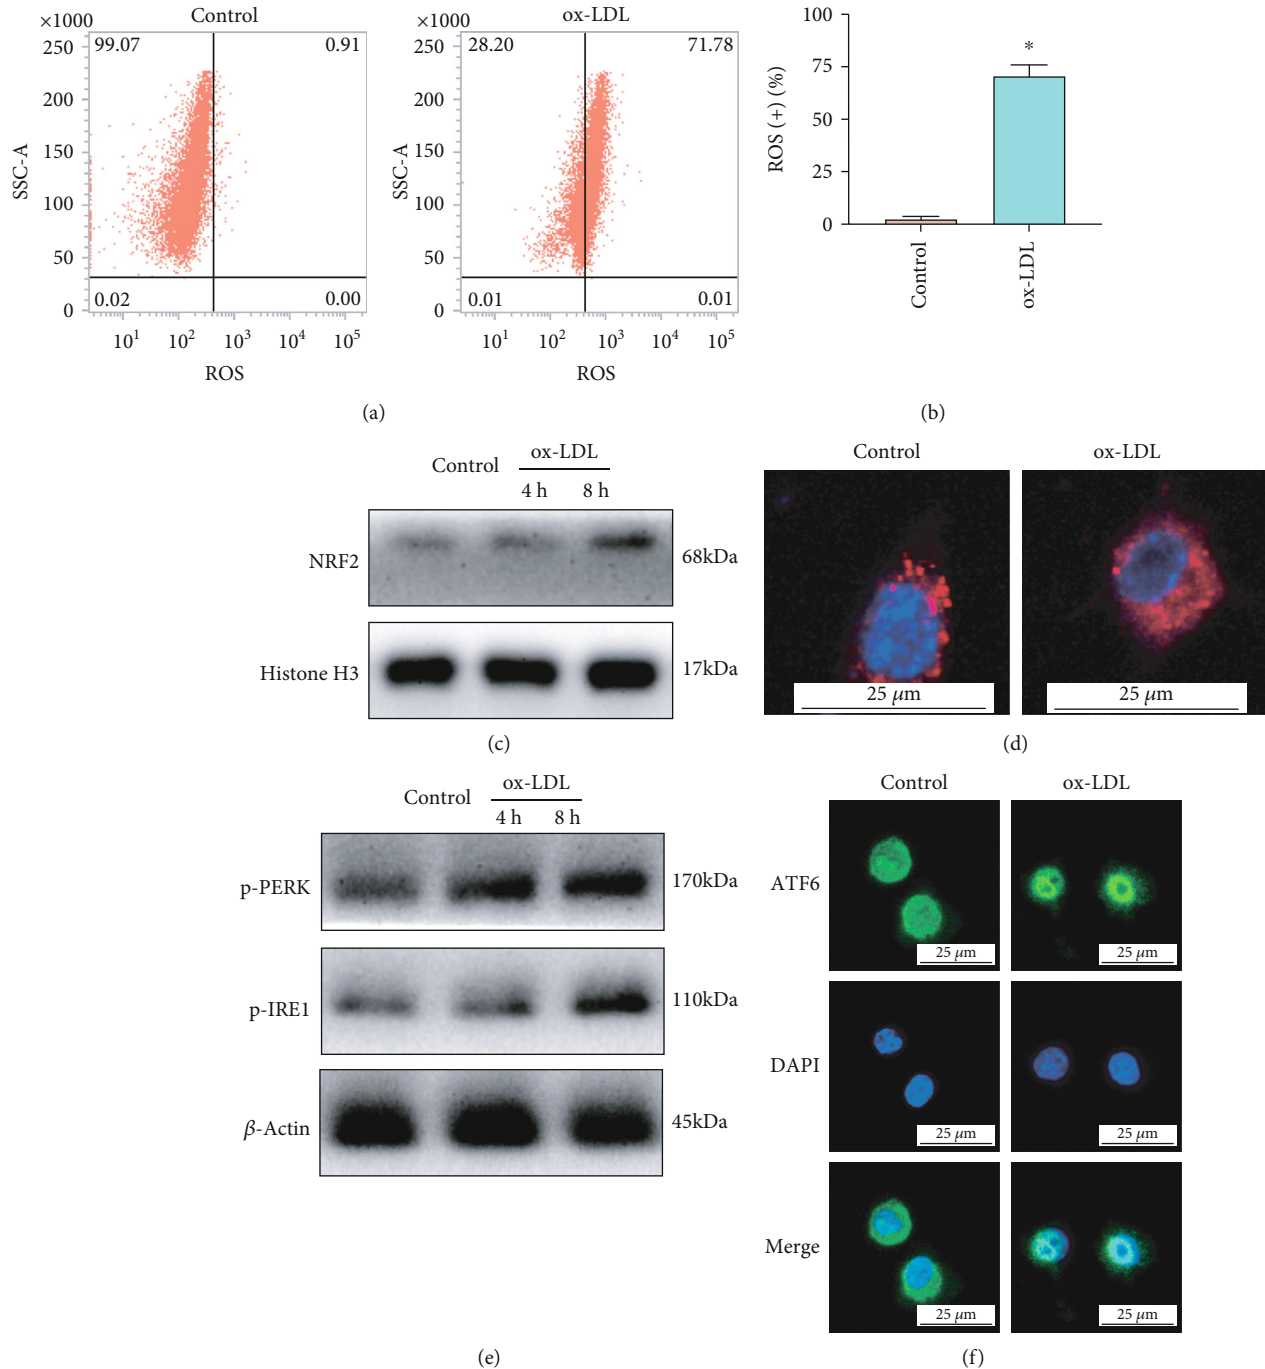 Control
×1000
99.07 0.91
250
200
150
100
50
0
SSC-A
0.02 0.00
10¹ 10² 10³ 10⁴ 10⁵
ROS
ox-LDL
×1000
28.20 71.78
250
200
150
100
50
0
SSC-A
0.01 0.01
10¹ 10² 10³ 10⁴ 10⁵
ROS
(a)
100
75
50
25
0
ROS (+) (%)
*
Control
ox-LDL
(b)
Control ox-LDL
4 h 8 h
NRF2 68kDa
Histone H3 17kDa
(c)
Control ox-LDL
25 μm 25 μm
(d)
Control ox-LDL
4 h 8 h
p-PERK 170kDa
p-IRE1 110kDa
β-Actin 45kDa
(e)
Control ox-LDL
ATF6
25 μm 25 μm
DAPI
25 μm 25 μm
Merge
25 μm 25 μm
(f)